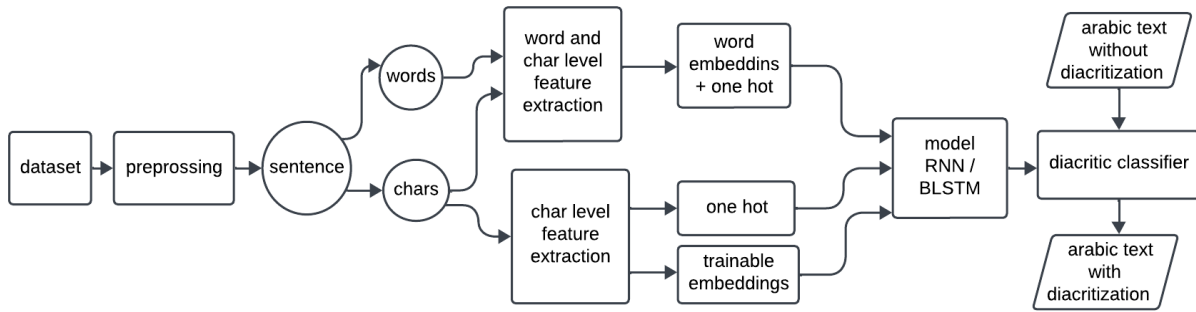 dataset
preprossing
sentence
words
chars
word and
char level
feature
extraction
char level
feature
extraction
word
embeddins
+ one hot
one hot
trainable
embeddings
model
RNN /
BLSTM
arabic text
without
diacritization
diacritic classifier
arabic text
with
diacritization